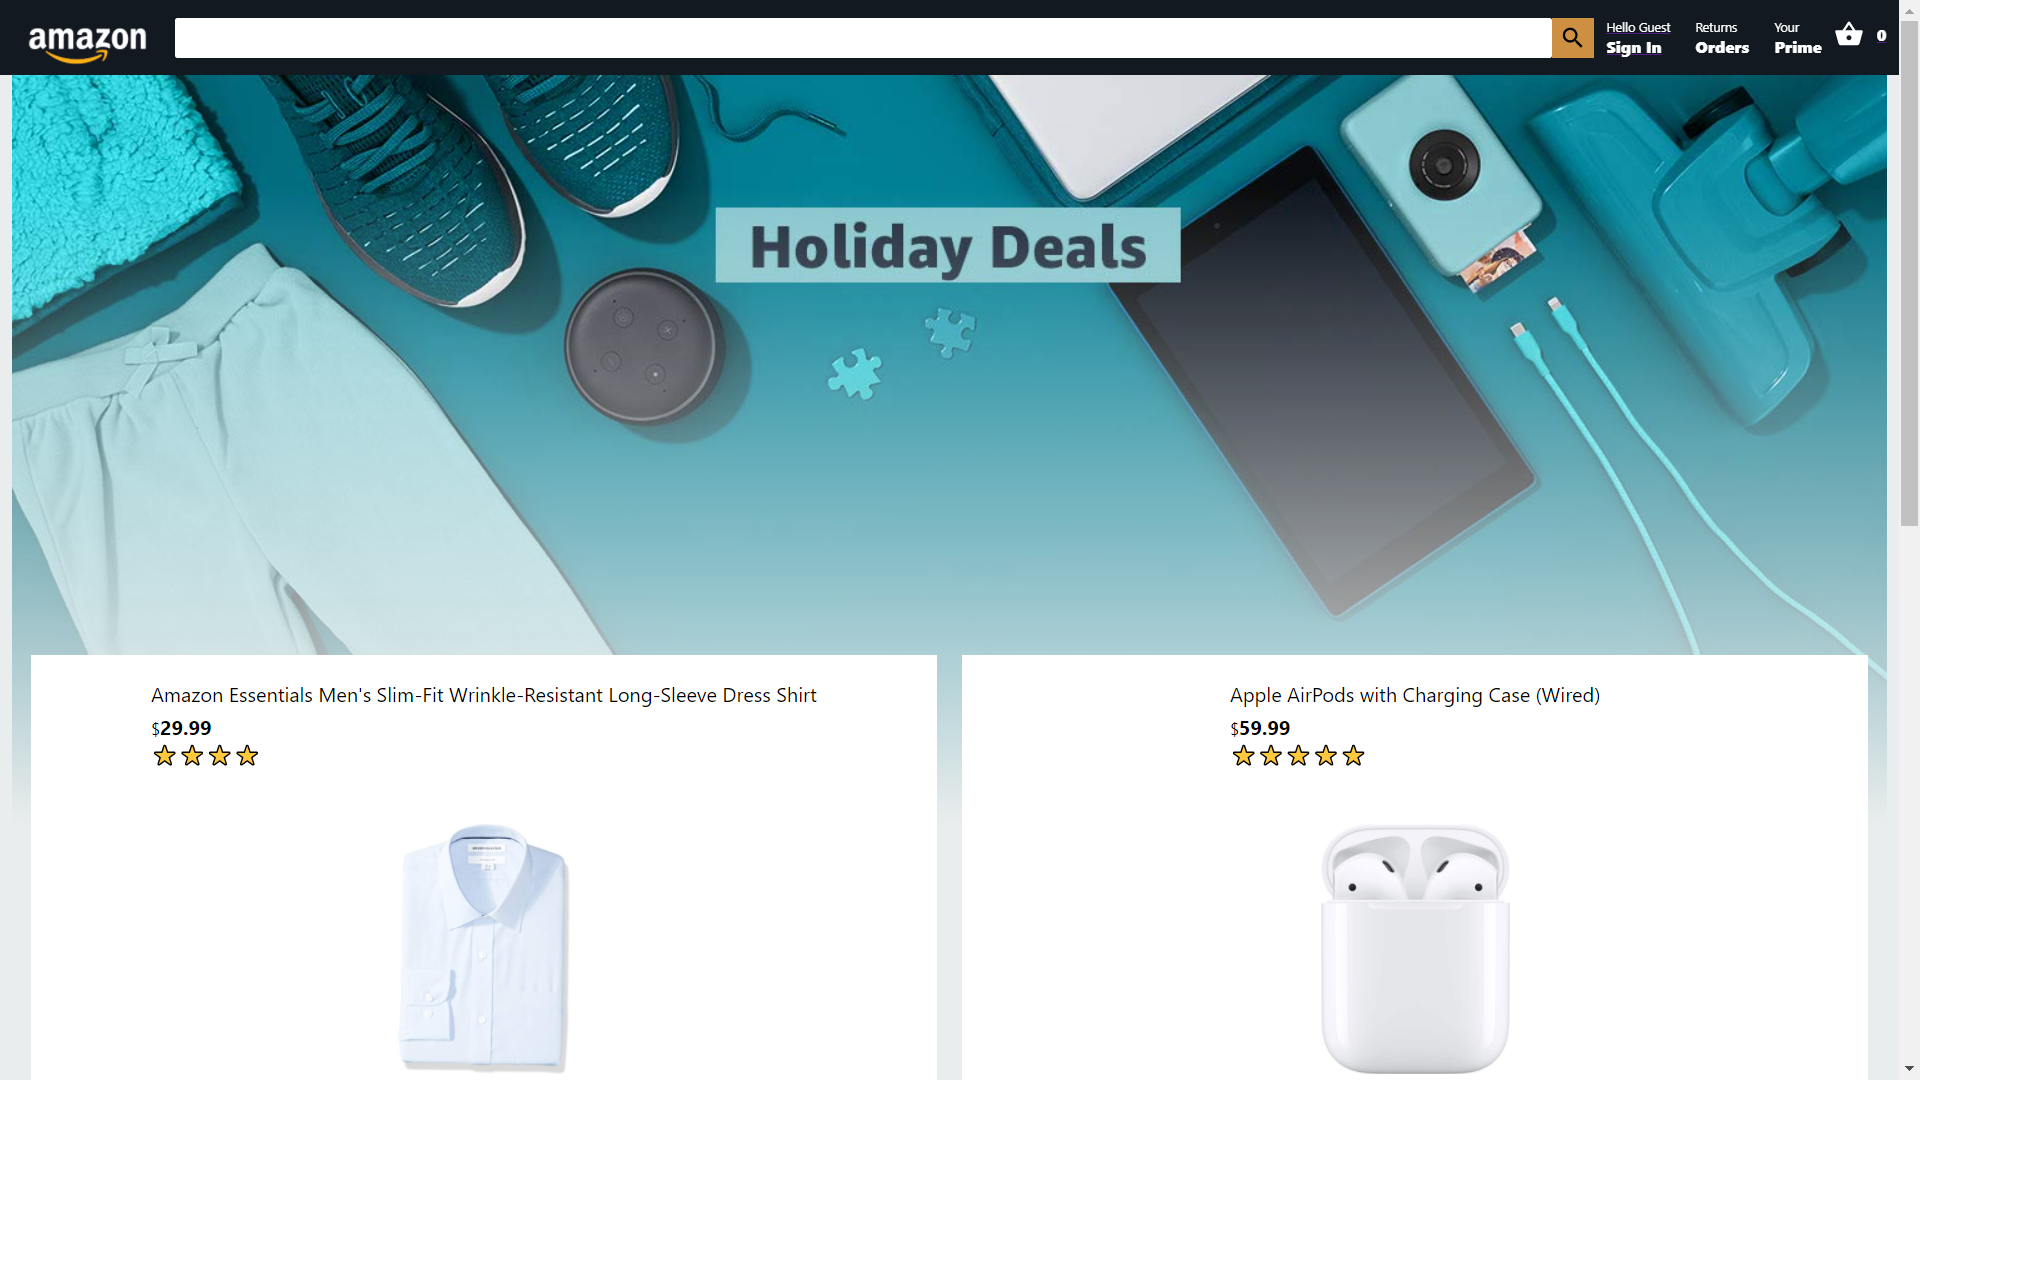 amazon
Hello Guest
Sign In
Returns
Orders
Your
Prime
0
Holiday Deals
Amazon Essentials Men's Slim-Fit Wrinkle-Resistant Long-Sleeve Dress Shirt
$29.99
Apple AirPods with Charging Case (Wired)
$59.99